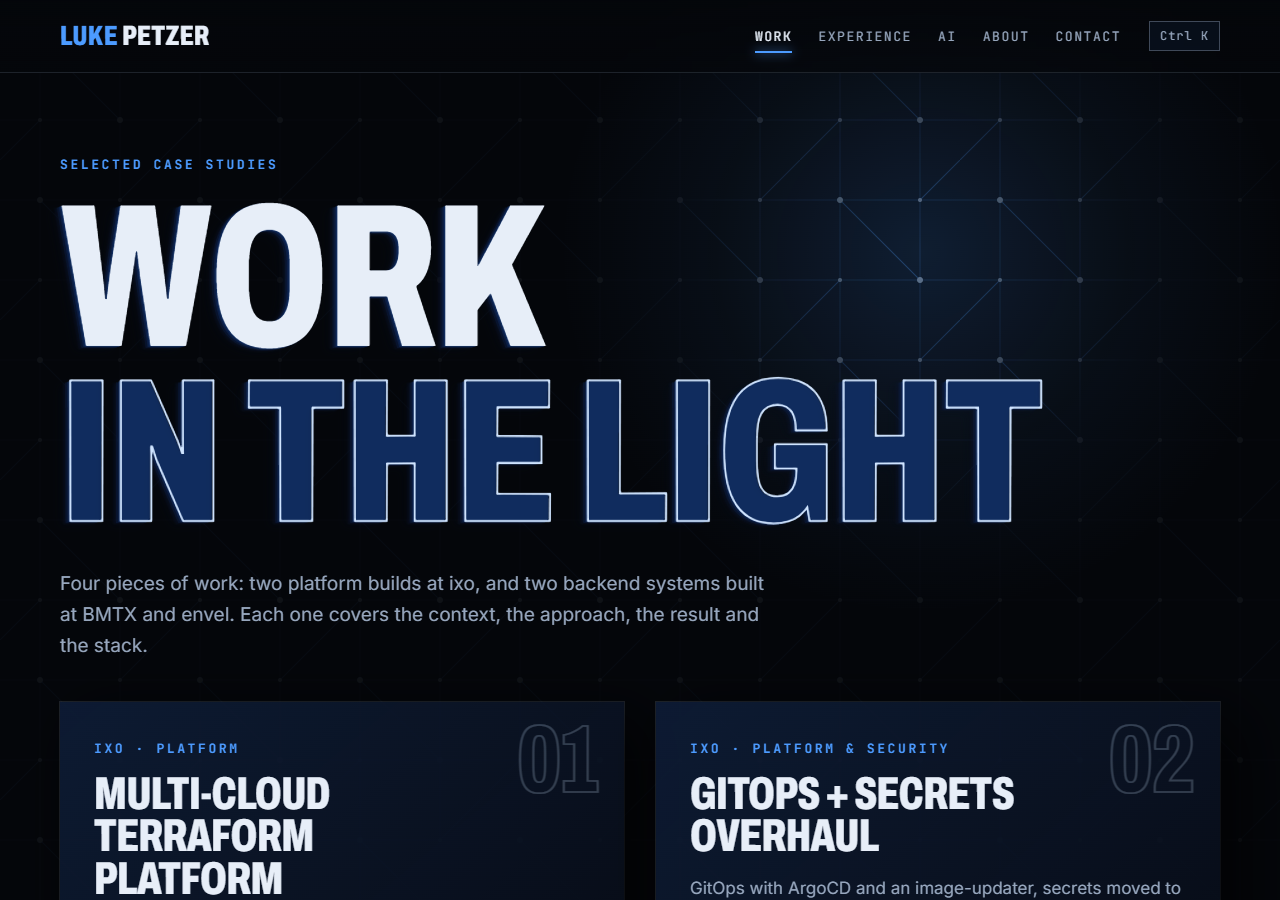 LUKE PETZER
WORK
EXPERIENCE
AI
ABOUT
CONTACT
Ctrl K
SELECTED CASE STUDIES
WORK
IN THE LIGHT
Four pieces of work: two platform builds at ixo, and two backend systems built
at BMTX and envel. Each one covers the context, the approach, the result and
the stack.
01
IXO · PLATFORM
MULTI-CLOUD
TERRAFORM
PLATFORM
02
IXO · PLATFORM & SECURITY
GITOPS + SECRETS
OVERHAUL
GitOps with ArgoCD and an image-updater, secrets moved to